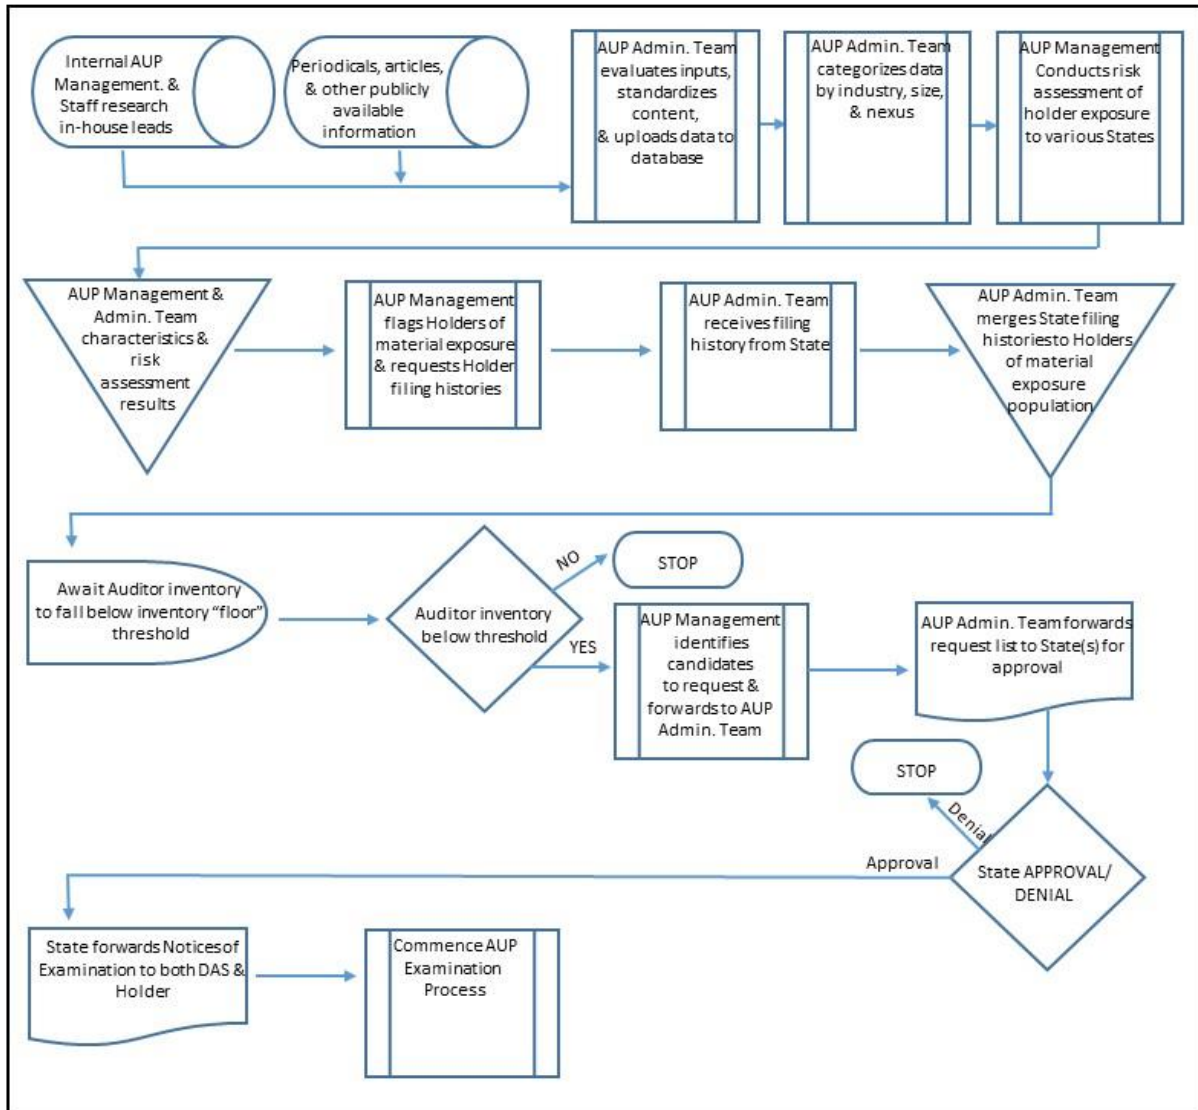 Internal AUP
Management. &
Staff research
in-house leads
Periodicals, articles,
& other publicly
available
information
AUP Admin. Team
evaluates inputs,
standardizes
content,
& uploads data to
database
AUP Admin. Team
categorizes data
by industry, size,
& nexus
AUP Management
Conducts risk
assessment of
holder exposure
to various States
AUP Management &
Admin. Team
characteristics &
risk
assessment
results
AUP Management
flags Holders of
material exposure
& requests Holder
filing histories
AUP Admin. Team
receives filing
history from State
AUP Admin. Team
merges State filing
historiesto Holders
of material
exposure
population
Await Auditor inventory
to fall below inventory “floor”
threshold
Auditor inventory
below threshold
NO
STOP
YES
AUP Management
identifies
candidates
to request &
forwards to AUP
Admin. Team
AUP Admin. Team forwards
request list to State(s) for
approval
STOP
Denial
Approval
State APPROVAL/
DENIAL
State forwards Notices of
Examination to both DAS &
Holder
Commence AUP
Examination
Process